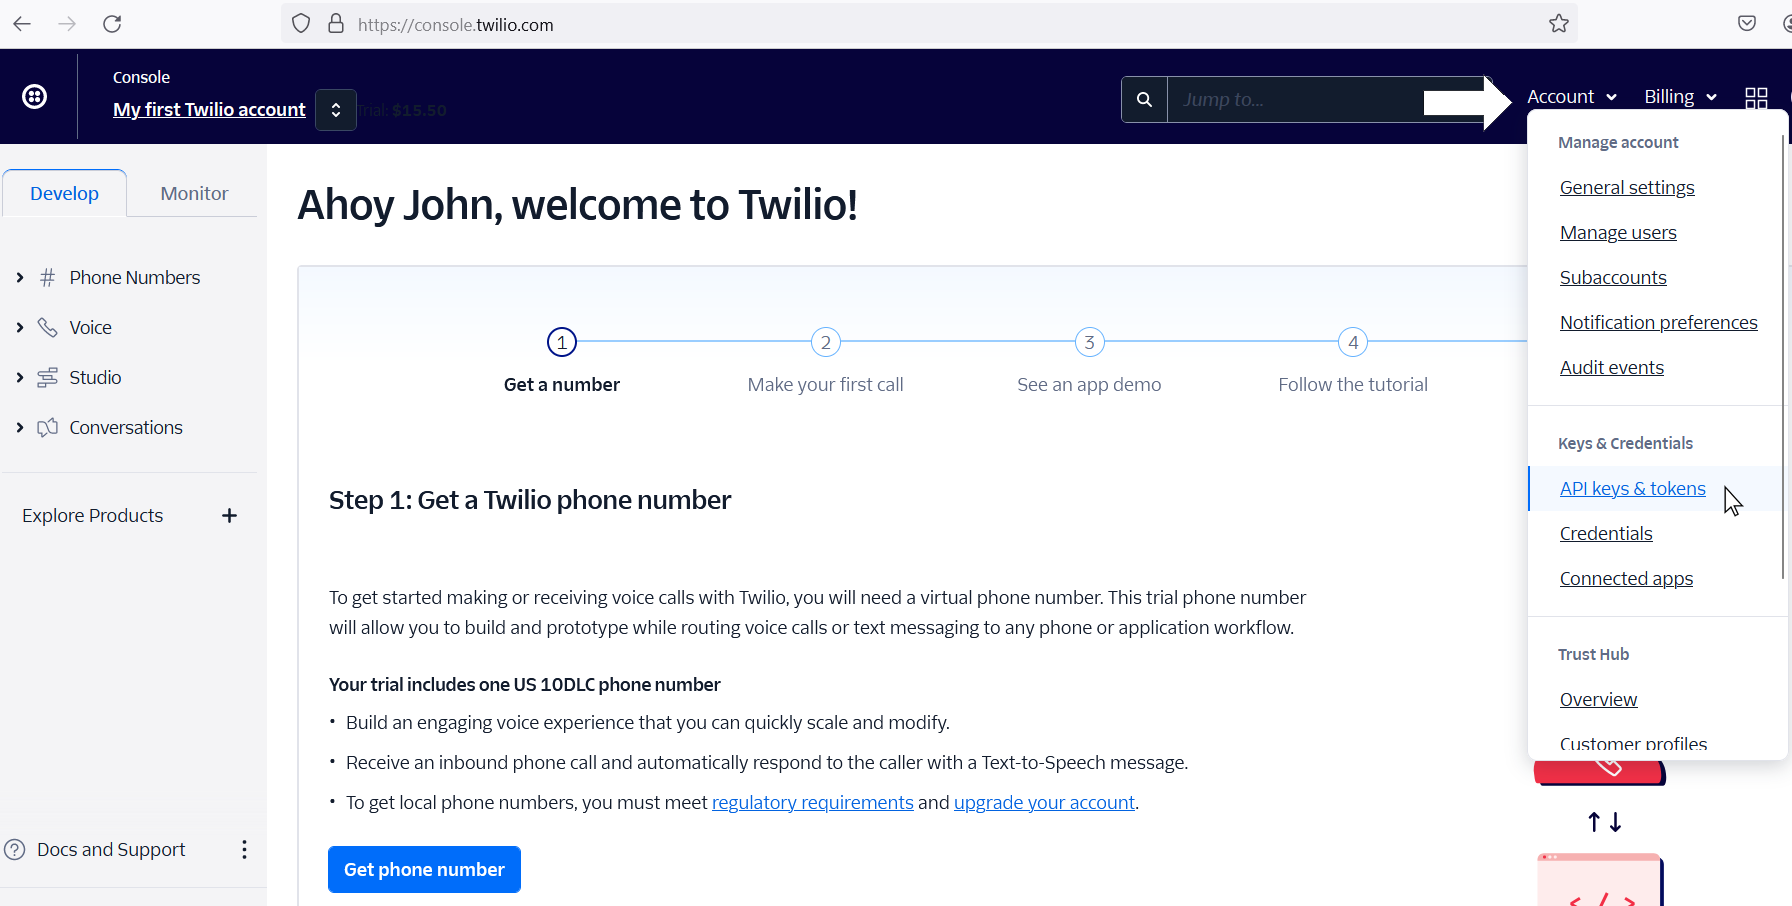 https://console.twilio.com
Console
My first Twilio account
Trial: $15.50
Jump to...
Account
Billing
Develop
Monitor
Phone Numbers
Voice
Studio
Conversations
Explore Products
Docs and Support
Ahoy John, welcome to Twilio!
1
2
3
4
Get a number
Make your first call
See an app demo
Follow the tutorial
Step 1: Get a Twilio phone number
To get started making or receiving voice calls with Twilio, you will need a virtual phone number. This trial phone number
will allow you to build and prototype while routing voice calls or text messaging to any phone or application workflow.
Your trial includes one US 10DLC phone number
• Build an engaging voice experience that you can quickly scale and modify.
• Receive an inbound phone call and automatically respond to the caller with a Text-to-Speech message.
• To get local phone numbers, you must meet regulatory requirements and upgrade your account.
Get phone number
Manage account
General settings
Manage users
Subaccounts
Notification preferences
Audit events
Keys & Credentials
API keys & tokens
Credentials
Connected apps
Trust Hub
Overview
Customer profiles